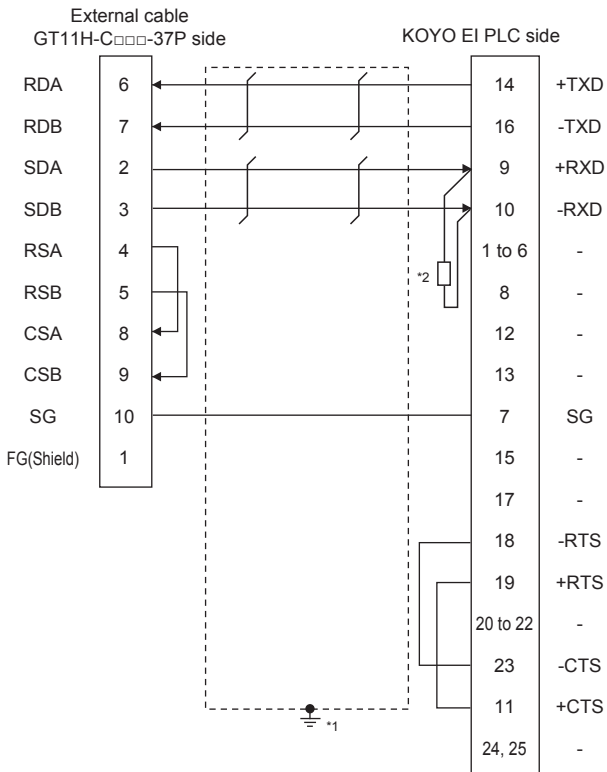 External cable
GT11H-C□□□-37P side
KOYO EI PLC side
RDA 6 14 +TXD
RDB 7 16 -TXD
SDA 2 9 +RXD
SDB 3 10 -RXD
RSA 4 1 to 6 -
*2
RSB 5 8 -
CSA 8 12 -
CSB 9 13 -
SG 10 7 SG
FG(Shield) 1 15 -
17 -
18 -RTS
19 +RTS
20 to 22 -
23 -CTS
*1 11 +CTS
24, 25 -